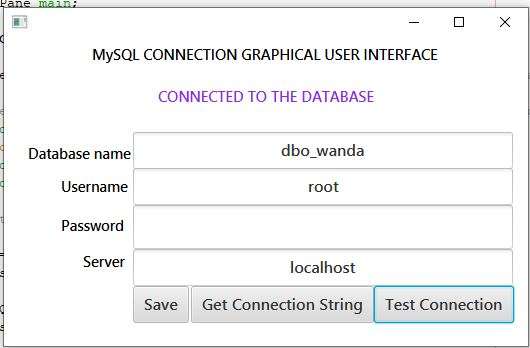 Pane main;
MySQL CONNECTION GRAPHICAL USER INTERFACE
CONNECTED TO THE DATABASE
Database name dbo_wanda
Username root
Password
Server localhost
Save Get Connection String Test Connection